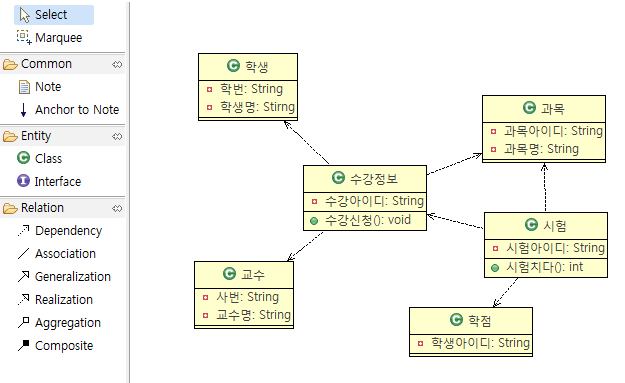 Select
Marquee
Common
Note
Anchor to Note
Entity
Class
Interface
Relation
Dependency
Association
Generalization
Realization
Aggregation
Composite
C 학생
학번: String
학생명: Stirng
C 과목
과목아이디: String
과목명: String
C 수강정보
수강아이디: String
수강신청(): void
C 시험
시험아이디: String
시험치다(): int
C 교수
사번: String
교수명: String
C 학점
학생아이디: String